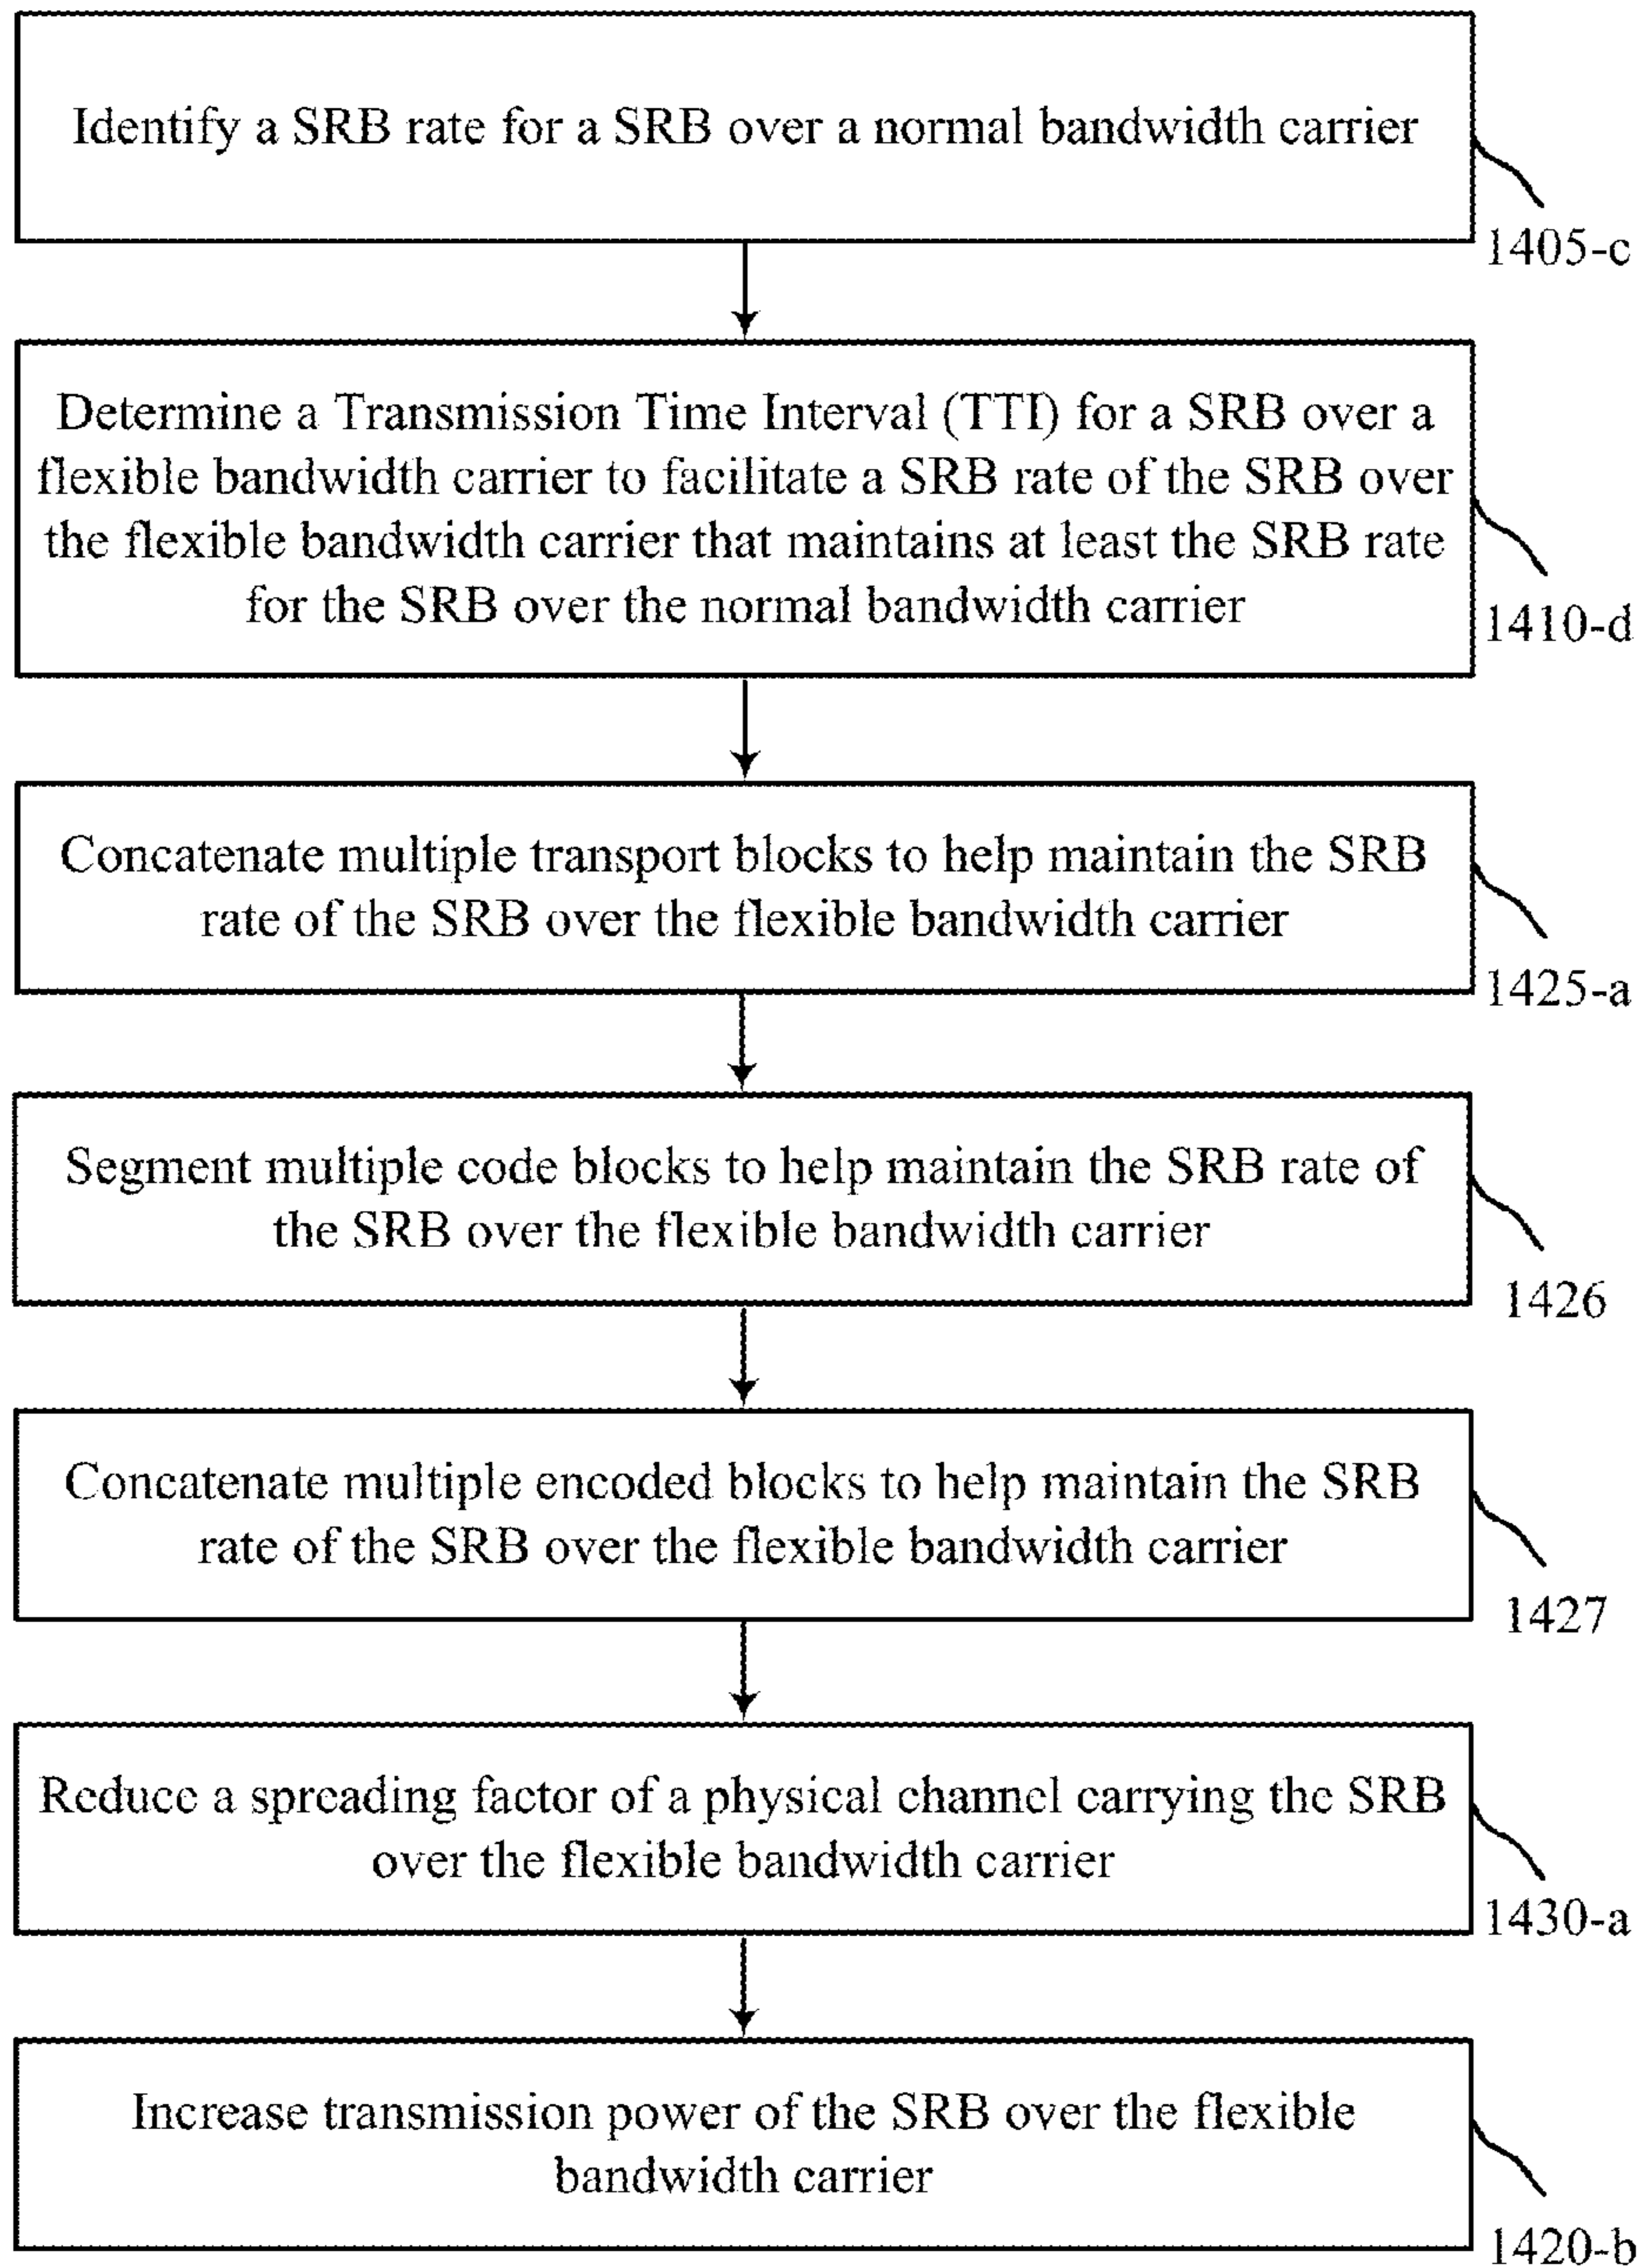 Identify a SRB rate for a SRB over a normal bandwidth carrier
1405-c
Determine a Transmission Time Interval (TTI) for a SRB over a
flexible bandwidth carrier to facilitate a SRB rate of the SRB over
the flexible bandwidth carrier that maintains at least the SRB rate
for the SRB over the normal bandwidth carrier
1410-d
Concatenate multiple transport blocks to help maintain the SRB
rate of the SRB over the flexible bandwidth carrier
1425-a
Segment multiple code blocks to help maintain the SRB rate of
the SRB over the flexible bandwidth carrier
1426
Concatenate multiple encoded blocks to help maintain the SRB
rate of the SRB over the flexible bandwidth carrier
1427
Reduce a spreading factor of a physical channel carrying the SRB
over the flexible bandwidth carrier
1430-a
Increase transmission power of the SRB over the flexible
bandwidth carrier
1420-b